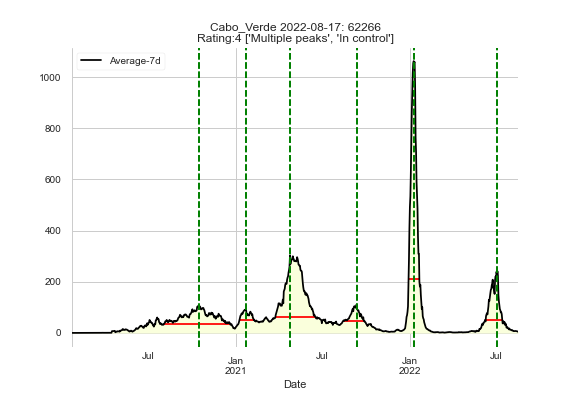 Cabo_Verde 2022-08-17: 62266
Rating:4 ['Multiple peaks', 'In control']
Average-7d
1000
800
600
400
200
0
Jul
Jan
2021
Jul
Jan
2022
Jul
Date